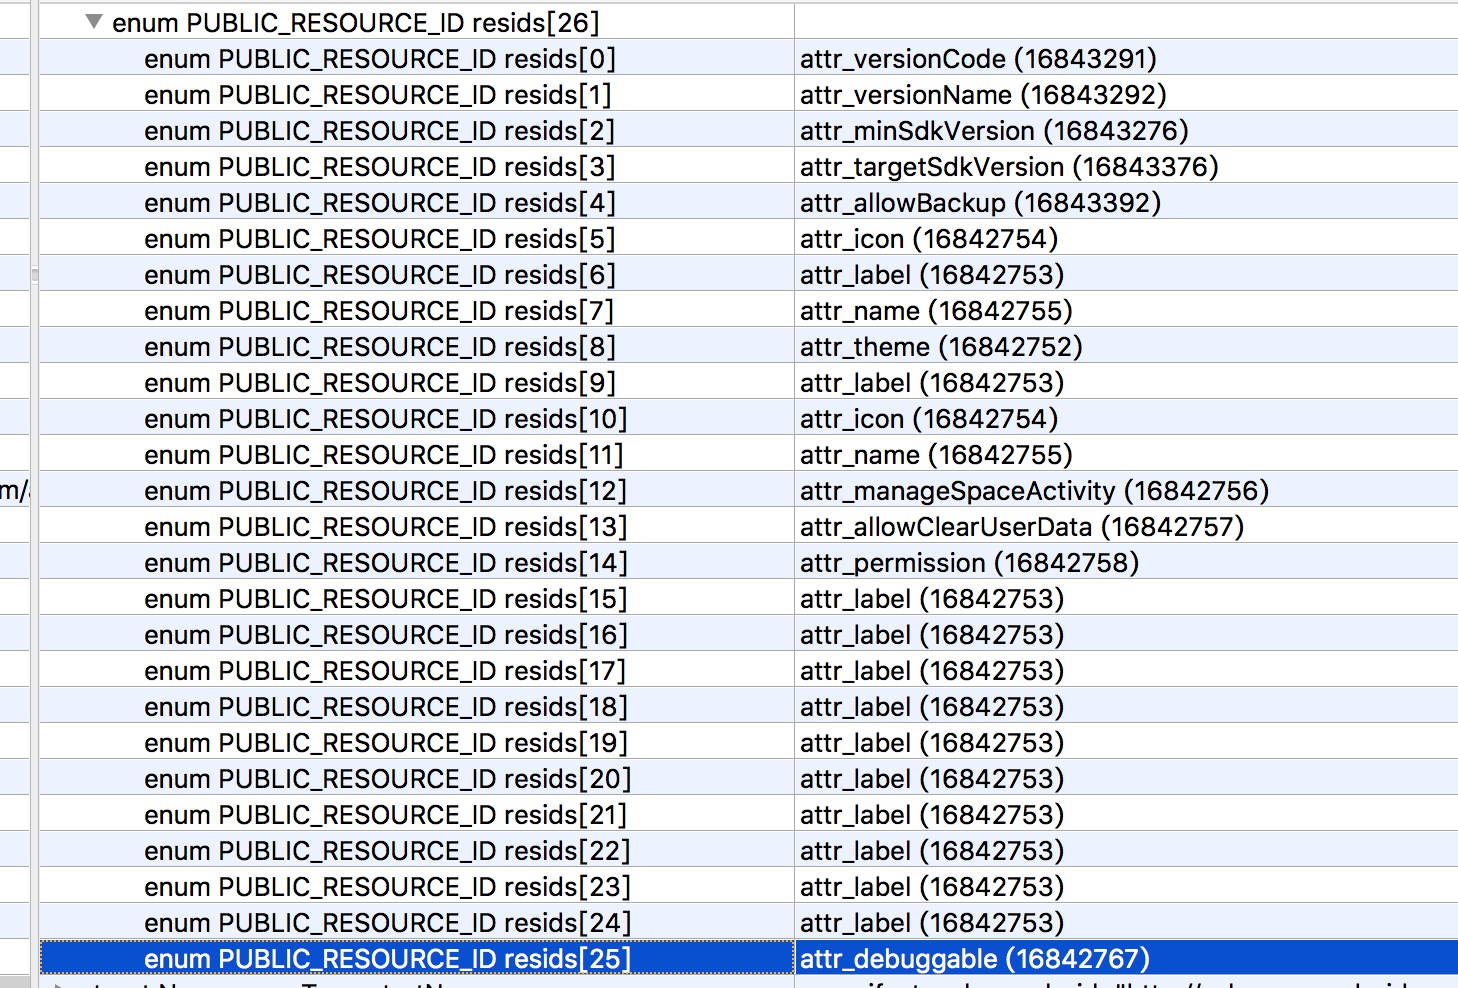 enum PUBLIC_RESOURCE_ID resids[26]
enum PUBLIC_RESOURCE_ID resids[0] attr_versionCode (16843291)
enum PUBLIC_RESOURCE_ID resids[1] attr_versionName (16843292)
enum PUBLIC_RESOURCE_ID resids[2] attr_minSdkVersion (16843276)
enum PUBLIC_RESOURCE_ID resids[3] attr_targetSdkVersion (16843376)
enum PUBLIC_RESOURCE_ID resids[4] attr_allowBackup (16843392)
enum PUBLIC_RESOURCE_ID resids[5] attr_icon (16842754)
enum PUBLIC_RESOURCE_ID resids[6] attr_label (16842753)
enum PUBLIC_RESOURCE_ID resids[7] attr_name (16842755)
enum PUBLIC_RESOURCE_ID resids[8] attr_theme (16842752)
enum PUBLIC_RESOURCE_ID resids[9] attr_label (16842753)
enum PUBLIC_RESOURCE_ID resids[10] attr_icon (16842754)
enum PUBLIC_RESOURCE_ID resids[11] attr_name (16842755)
m/ enum PUBLIC_RESOURCE_ID resids[12] attr_manageSpaceActivity (16842756)
enum PUBLIC_RESOURCE_ID resids[13] attr_allowClearUserData (16842757)
enum PUBLIC_RESOURCE_ID resids[14] attr_permission (16842758)
enum PUBLIC_RESOURCE_ID resids[15] attr_label (16842753)
enum PUBLIC_RESOURCE_ID resids[16] attr_label (16842753)
enum PUBLIC_RESOURCE_ID resids[17] attr_label (16842753)
enum PUBLIC_RESOURCE_ID resids[18] attr_label (16842753)
enum PUBLIC_RESOURCE_ID resids[19] attr_label (16842753)
enum PUBLIC_RESOURCE_ID resids[20] attr_label (16842753)
enum PUBLIC_RESOURCE_ID resids[21] attr_label (16842753)
enum PUBLIC_RESOURCE_ID resids[22] attr_label (16842753)
enum PUBLIC_RESOURCE_ID resids[23] attr_label (16842753)
enum PUBLIC_RESOURCE_ID resids[24] attr_label (16842753)
enum PUBLIC_RESOURCE_ID resids[25] attr_debuggable (16842767)